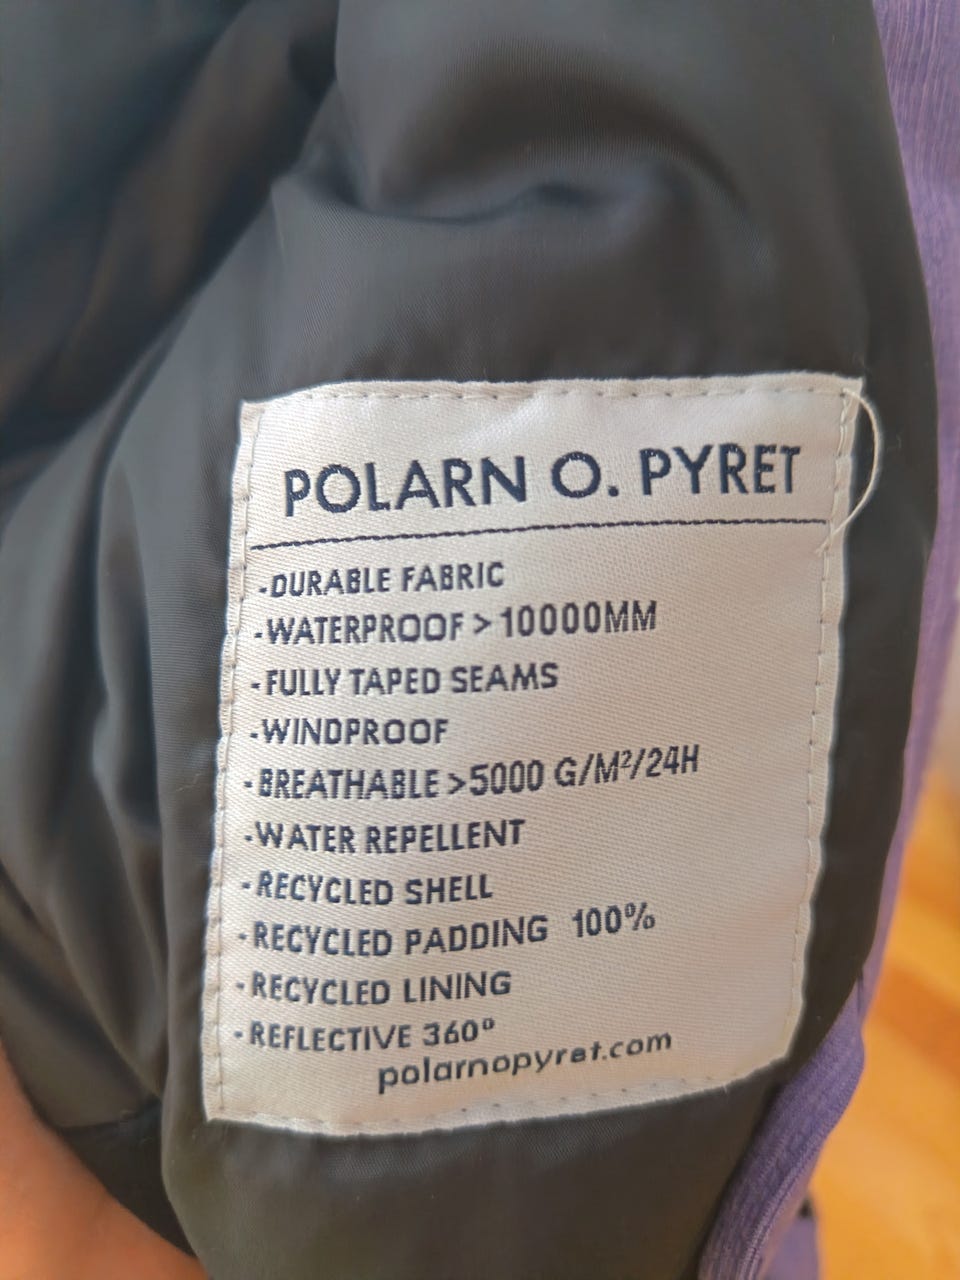 POLARN O. PYRET
-DURABLE FABRIC
-WATERPROOF > 10000MM
-FULLY TAPED SEAMS
-WINDPROOF
-BREATHABLE >5000 G/M²/24H
-WATER REPELLENT
-RECYCLED SHELL
-RECYCLED PADDING 100%
-RECYCLED LINING
-REFLECTIVE 360°
polarnopyret.com